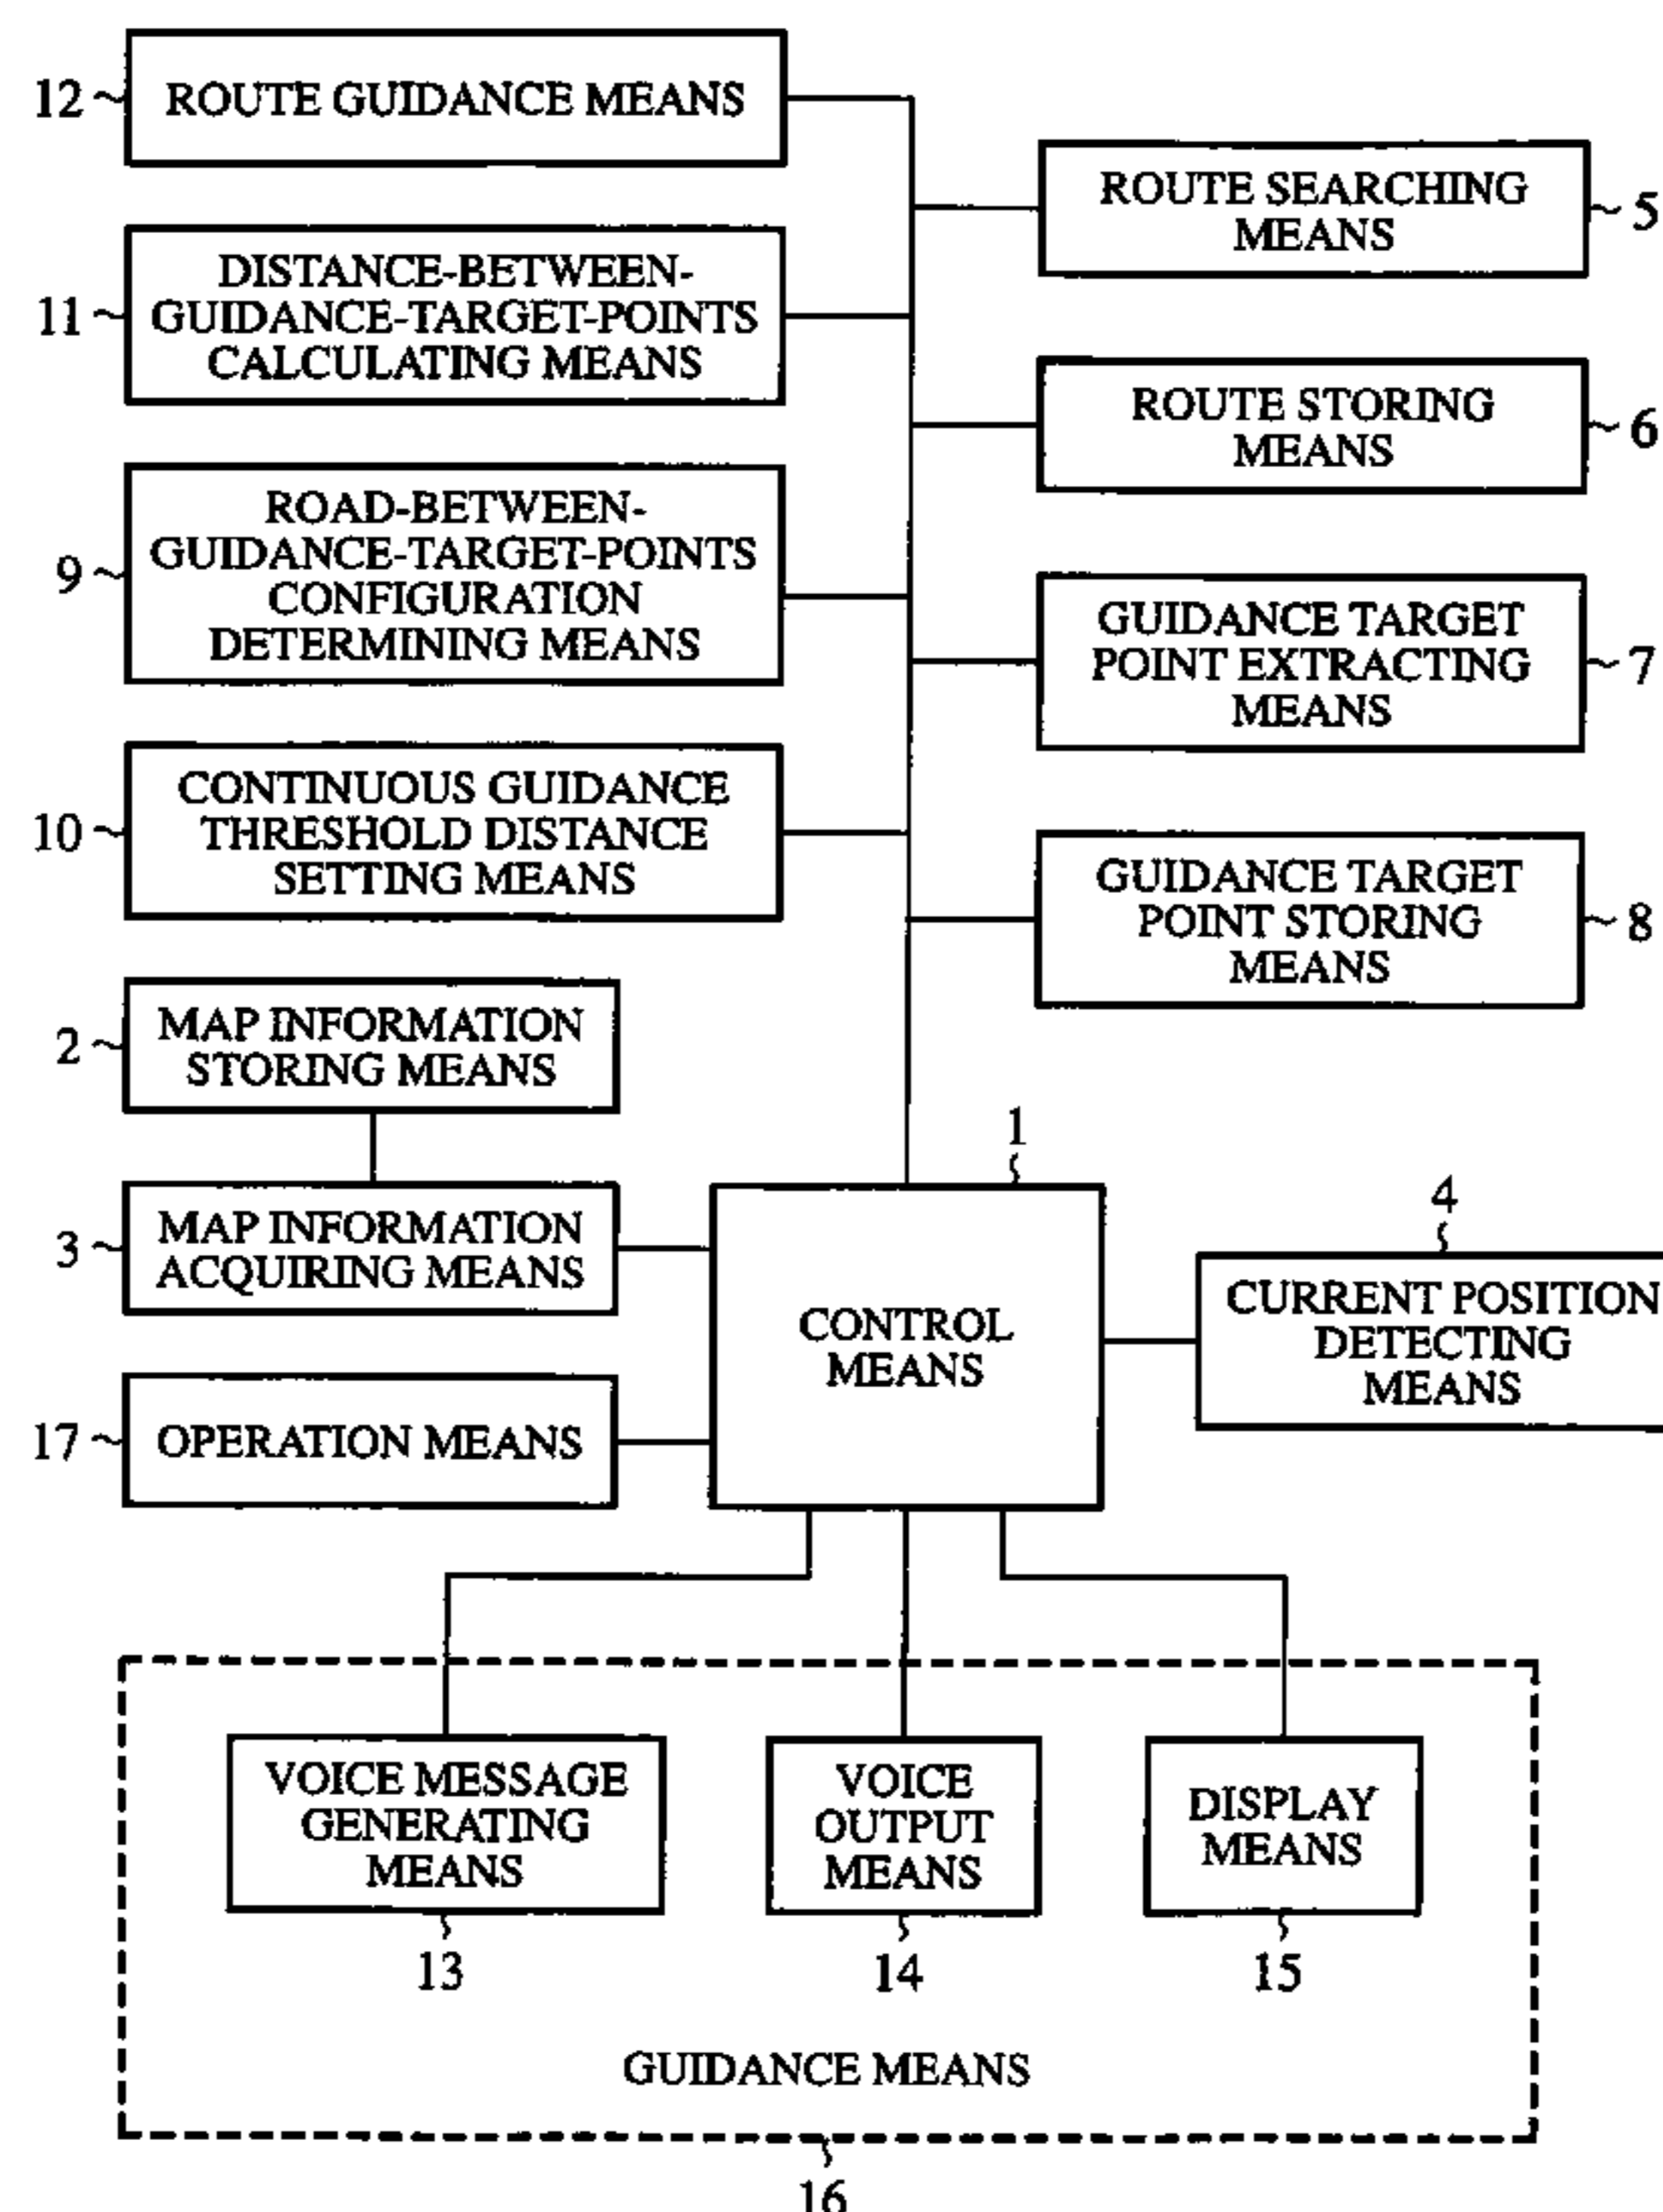 12
ROUTE GUIDANCE MEANS
ROUTE SEARCHING
MEANS
5
11
DISTANCE-BETWEEN-
GUIDANCE-TARGET-POINTS
CALCULATING MEANS
ROUTE STORING
MEANS
6
9
ROAD-BETWEEN-
GUIDANCE-TARGET-POINTS
CONFIGURATION
DETERMINING MEANS
GUIDANCE TARGET
POINT EXTRACTING
MEANS
7
10
CONTINUOUS GUIDANCE
THRESHOLD DISTANCE
SETTING MEANS
GUIDANCE TARGET
POINT STORING
MEANS
8
2
MAP INFORMATION
STORING MEANS
1
3
MAP INFORMATION
ACQUIRING MEANS
CONTROL
MEANS
4
CURRENT POSITION
DETECTING
MEANS
17
OPERATION MEANS
VOICE MESSAGE
GENERATING
MEANS
13
VOICE
OUTPUT
MEANS
14
DISPLAY
MEANS
15
GUIDANCE MEANS
16